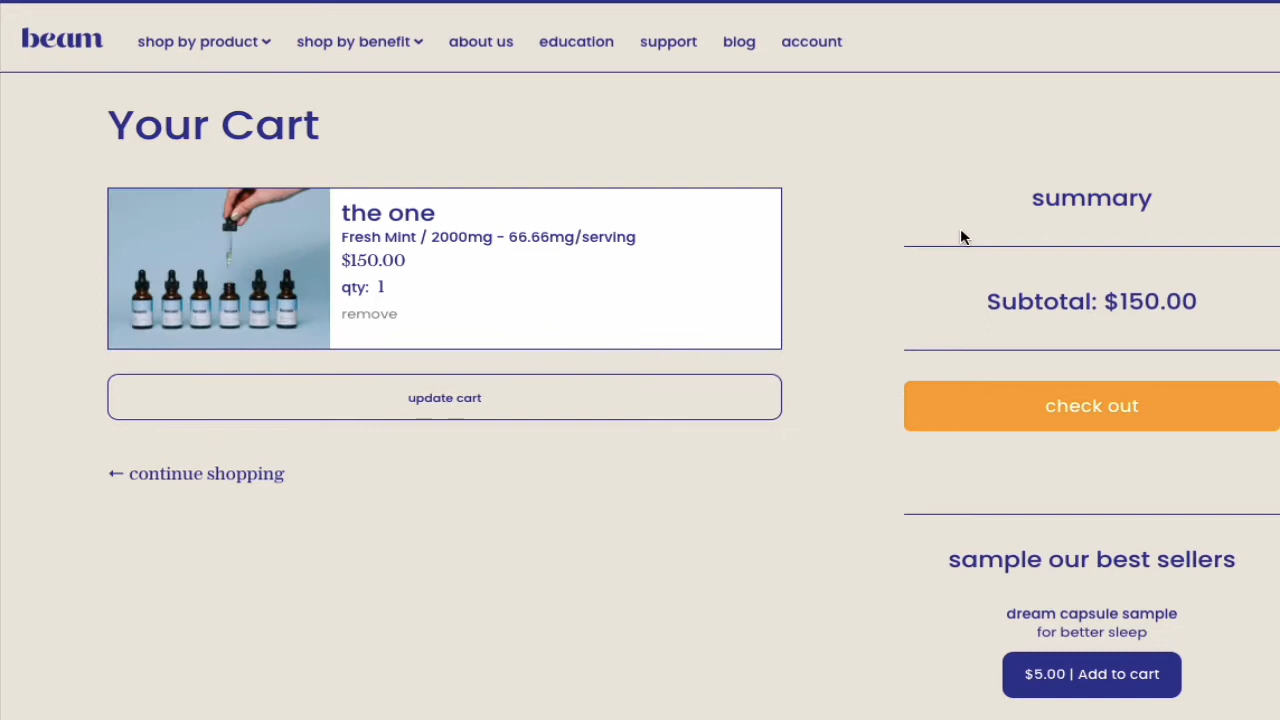 beam
shop by product
shop by benefit
about us
education
support
blog
account
Your Cart
the one
Fresh Mint / 2000mg - 66.66mg/serving
$150.00
qty: 1
remove
update cart
← continue shopping
summary
Subtotal: $150.00
check out
sample our best sellers
dream capsule sample
for better sleep
$5.00 | Add to cart